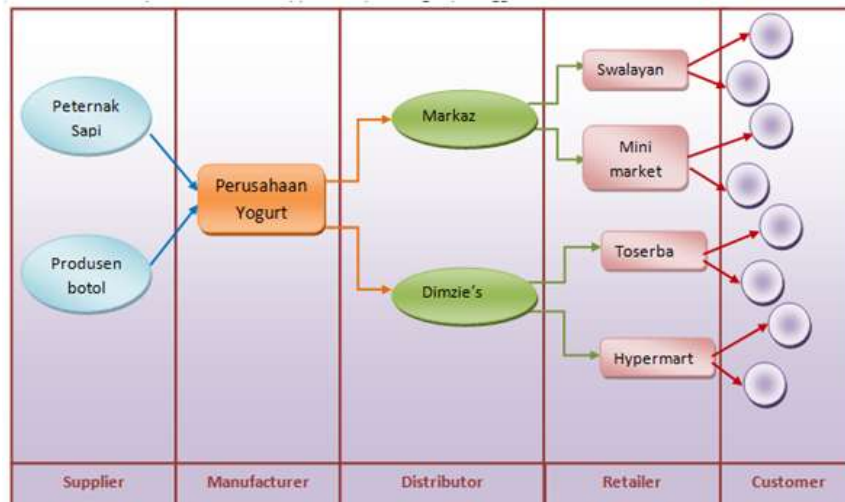 Peternak
Sapi
Produsen
botol
Perusahaan
Yogurt
Markaz
Dimzie's
Swalayan
Mini
market
Toserba
Hypermart
Supplier
Manufacturer
Distributor
Retailer
Customer